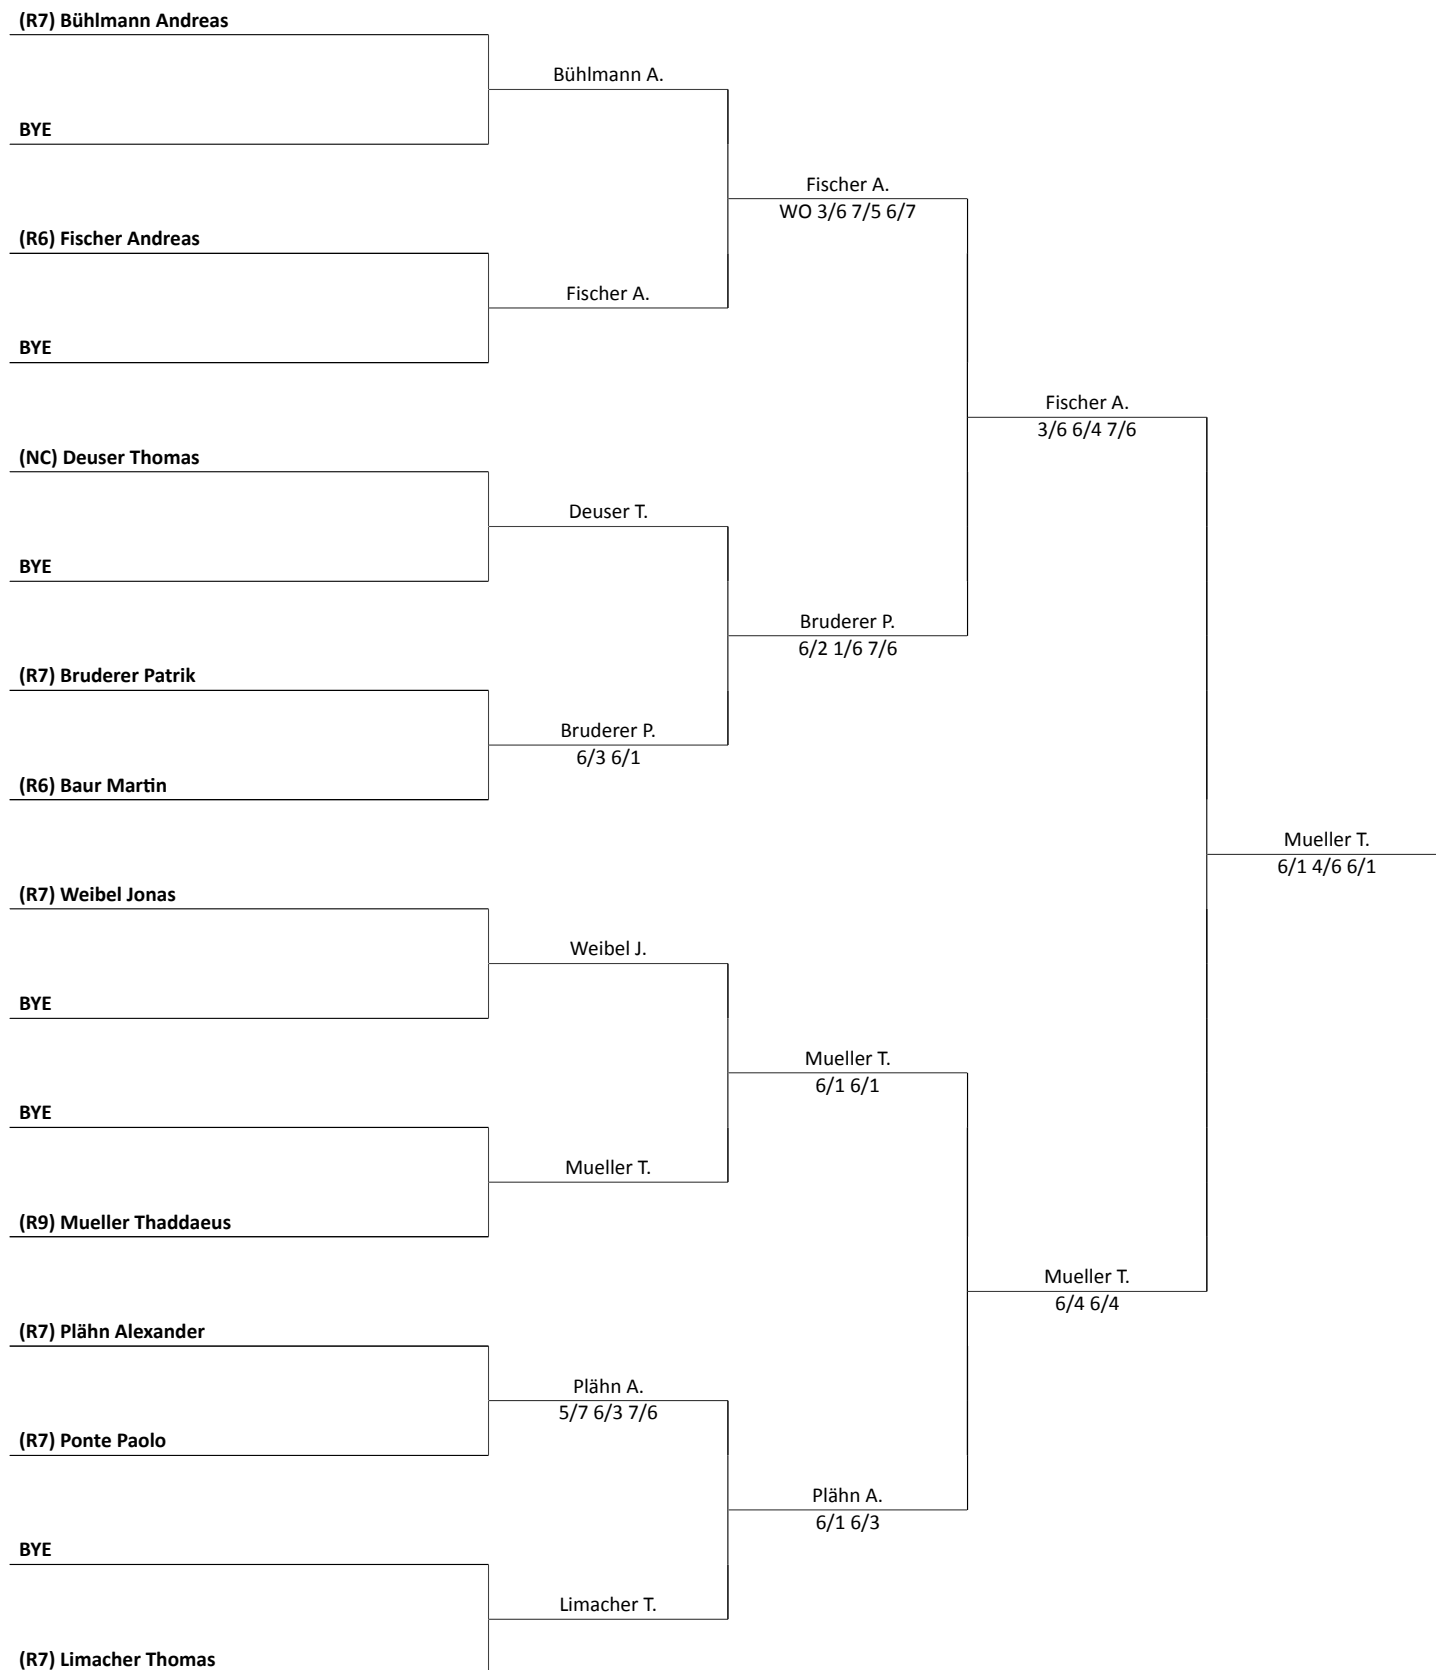 (R7) Bühlmann Andreas
Bühlmann A.
BYE
Fischer A.
WO 3/6 7/5 6/7
(R6) Fischer Andreas
Fischer A.
BYE
Fischer A.
3/6 6/4 7/6
(NC) Deuser Thomas
Deuser T.
BYE
Bruderer P.
6/2 1/6 7/6
(R7) Bruderer Patrik
Bruderer P.
6/3 6/1
(R6) Baur Martin
Mueller T.
6/1 4/6 6/1
(R7) Weibel Jonas
Weibel J.
BYE
Mueller T.
6/1 6/1
BYE
Mueller T.
(R9) Mueller Thaddaeus
Mueller T.
6/4 6/4
(R7) Plähn Alexander
Plähn A.
5/7 6/3 7/6
(R7) Ponte Paolo
Plähn A.
6/1 6/3
BYE
Limacher T.
(R7) Limacher Thomas